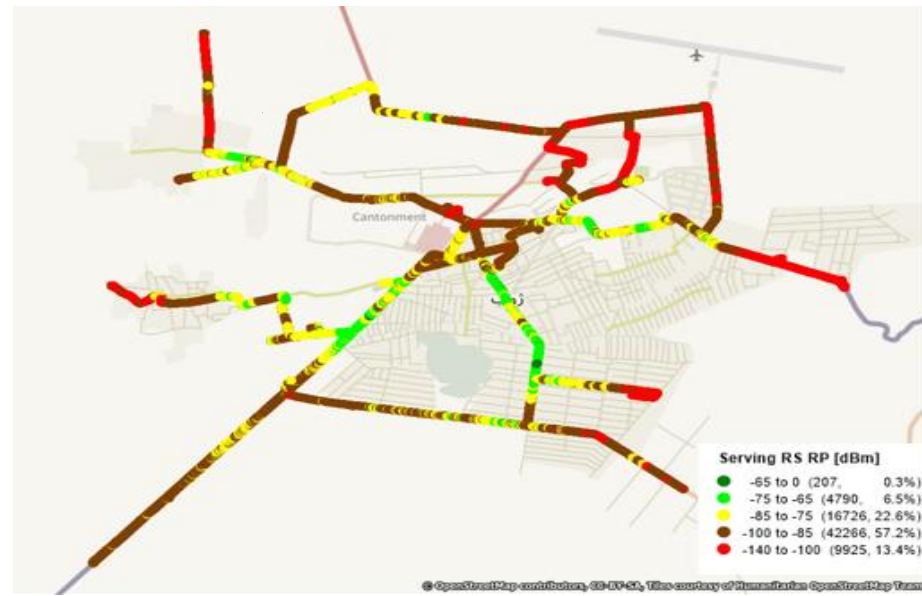 Cantonment
ژوب
Serving RS RP [dBm]
-65 to 0 (207, 0.3%)
-75 to -65 (4790, 6.5%)
-85 to -75 (16726, 22.6%)
-100 to -85 (42266, 57.2%)
-140 to -100 (9925, 13.4%)
© OpenStreetMap contributors, CC-BY-SA, Tiles courtesy of Humanitarian OpenStreetMap Team